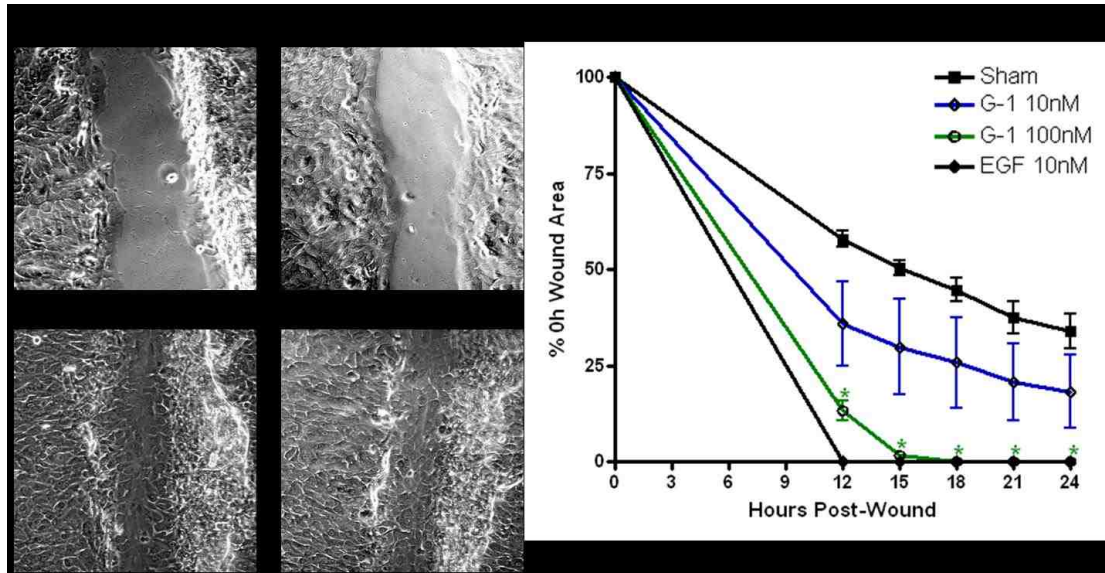 Sham
G-1 10nM
G-1 100nM
EGF 10nM
100
75
50
25
0
% 0h Wound Area
*
*
*
*
*
0 3 6 9 12 15 18 21 24
Hours Post-Wound